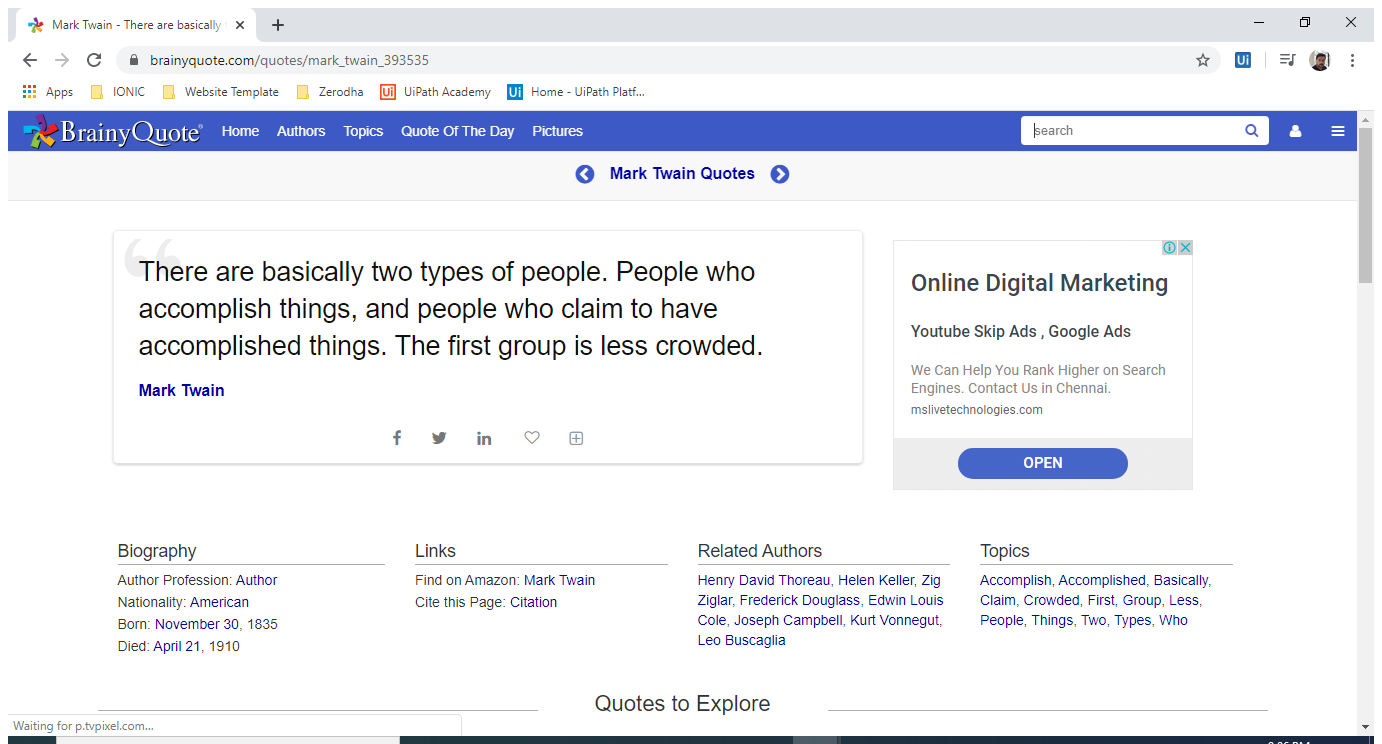 Mark Twain - There are basically
brainyquote.com/quotes/mark_twain_393535
Ui
Apps IONIC Website Template Zerodha Ui UiPath Academy Ui Home - UiPath Platf...
BrainyQuote® Home Authors Topics Quote Of The Day Pictures search
Mark Twain Quotes
There are basically two types of people. People who
accomplish things, and people who claim to have
accomplished things. The first group is less crowded.
Mark Twain
Online Digital Marketing
Youtube Skip Ads , Google Ads
We Can Help You Rank Higher on Search
Engines. Contact Us in Chennai.
mslivetechnologies.com
OPEN
Biography
Author Profession: Author
Nationality: American
Born: November 30, 1835
Died: April 21, 1910
Links
Find on Amazon: Mark Twain
Cite this Page: Citation
Related Authors
Henry David Thoreau, Helen Keller, Zig
Ziglar, Frederick Douglass, Edwin Louis
Cole, Joseph Campbell, Kurt Vonnegut,
Leo Buscaglia
Topics
Accomplish, Accomplished, Basically,
Claim, Crowded, First, Group, Less,
People, Things, Two, Types, Who
Quotes to Explore
Waiting for p.tvpixel.com...